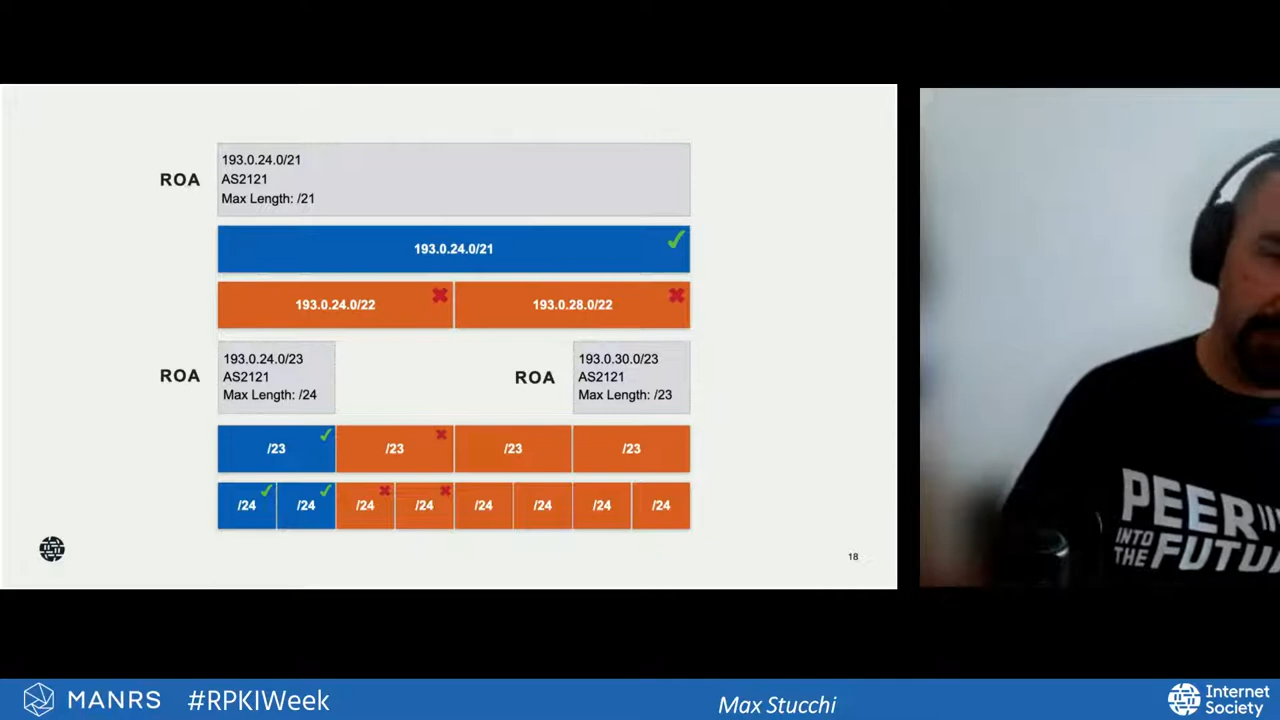 ROA
193.0.24.0/21
AS2121
Max Length: /21
193.0.24.0/21
193.0.24.0/22
193.0.28.0/22
ROA
193.0.24.0/23
AS2121
Max Length: /24
ROA
193.0.30.0/23
AS2121
Max Length: /23
/23
/23
/23
/23
/24
/24
/24
/24
/24
/24
/24
/24
18
PEER
INTO
THE FUTU
MANRS
#RPKIWeek
Max Stucchi
Internet
Society